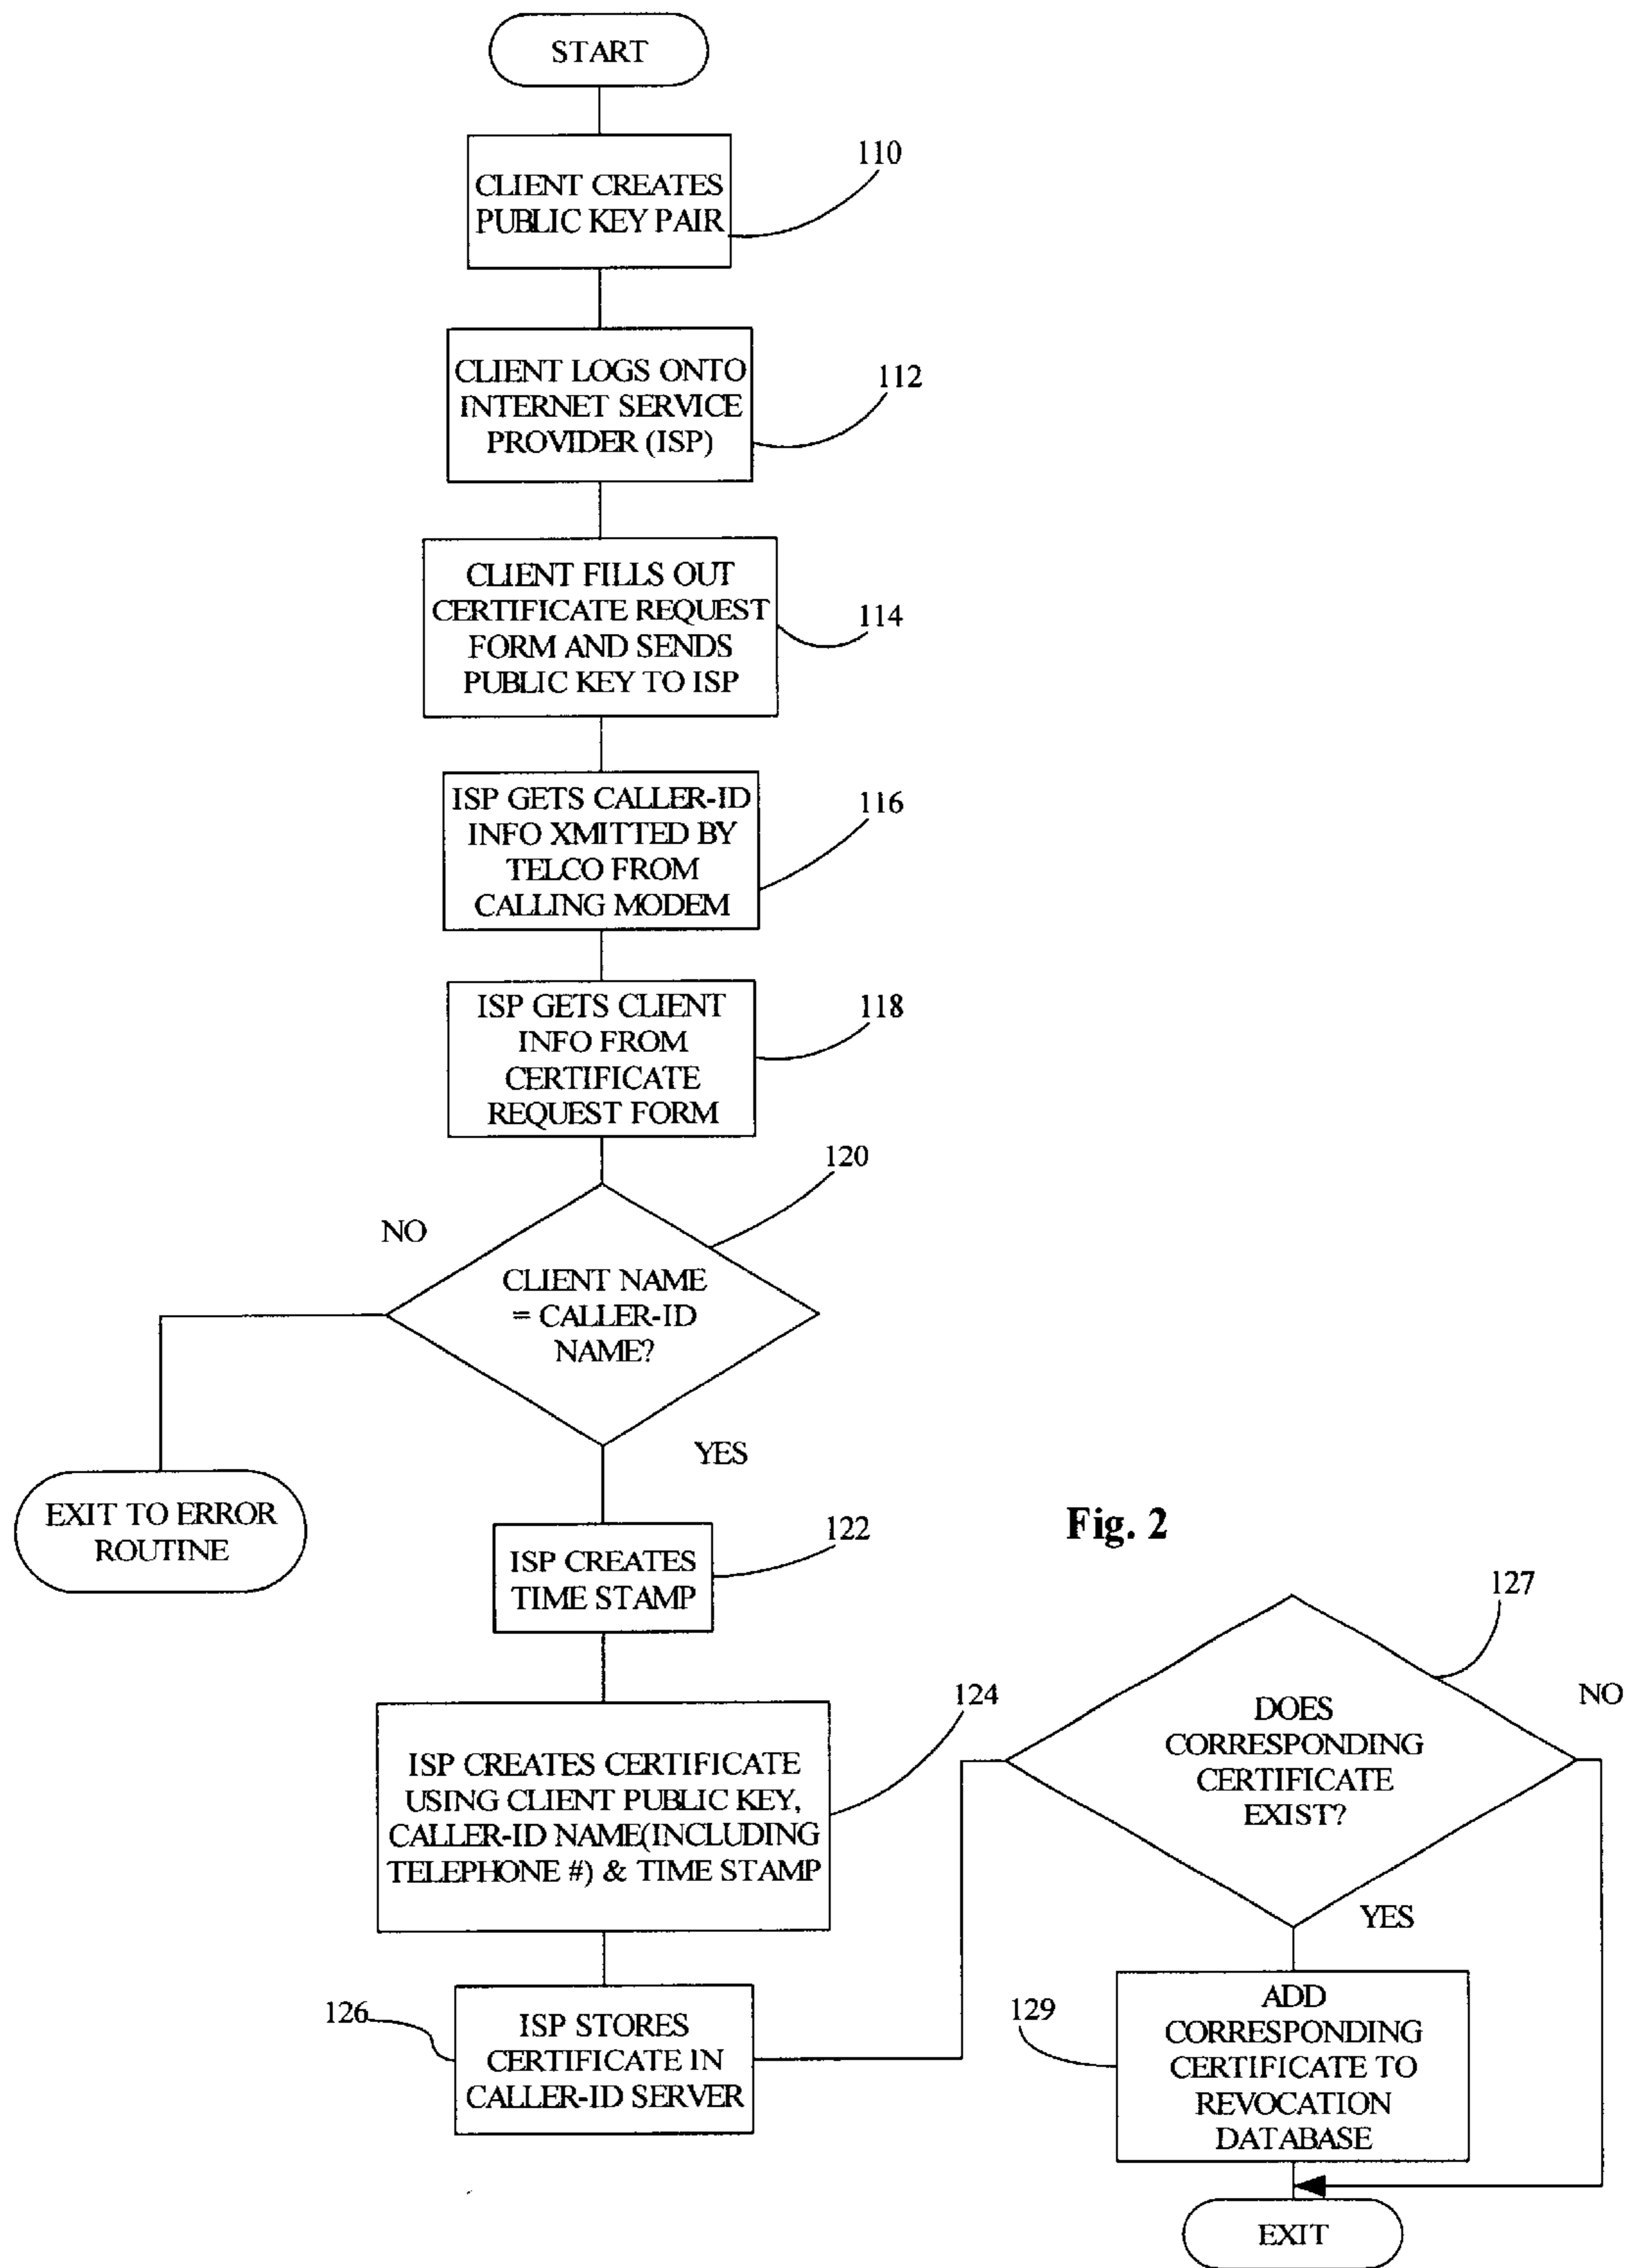 START
CLIENT CREATES
PUBLIC KEY PAIR
110
CLIENT LOGS ONTO
INTERNET SERVICE
PROVIDER (ISP)
112
CLIENT FILLS OUT
CERTIFICATE REQUEST
FORM AND SENDS
PUBLIC KEY TO ISP
114
ISP GETS CALLER-ID
INFO XMITTED BY
TELCO FROM
CALLING MODEM
116
ISP GETS CLIENT
INFO FROM
CERTIFICATE
REQUEST FORM
118
120
NO
CLIENT NAME
= CALLER-ID
NAME?
YES
EXIT TO ERROR
ROUTINE
ISP CREATES
TIME STAMP
122
Fig. 2
ISP CREATES CERTIFICATE
USING CLIENT PUBLIC KEY,
CALLER-ID NAME(INCLUDING
TELEPHONE #) & TIME STAMP
124
126
ISP STORES
CERTIFICATE IN
CALLER-ID SERVER
127
DOES
CORRESPONDING
CERTIFICATE
EXIST?
NO
YES
129
ADD
CORRESPONDING
CERTIFICATE TO
REVOCATION
DATABASE
EXIT